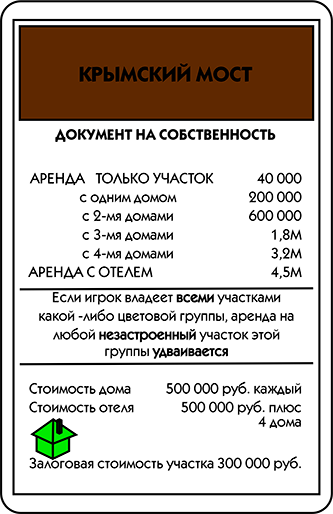 КРЫМСКИЙ МОСТ
ДОКУМЕНТ НА СОБСТВЕННОСТЬ
АРЕНДА ТОЛЬКО УЧАСТОК 40 000
с одним домом 200 000
с 2-мя домами 600 000
с 3-мя домами 1,8М
с 4-мя домами 3,2М
АРЕНДА С ОТЕЛЕМ 4,5М
Если игрок владеет всеми участками
какой -либо цветовой группы, аренда на
любой незастроенный участок этой
группы удваивается
Стоимость дома 500 000 руб. каждый
Стоимость отеля 500 000 руб. плюс
4 дома
Залоговая стоимость участка 300 000 руб.